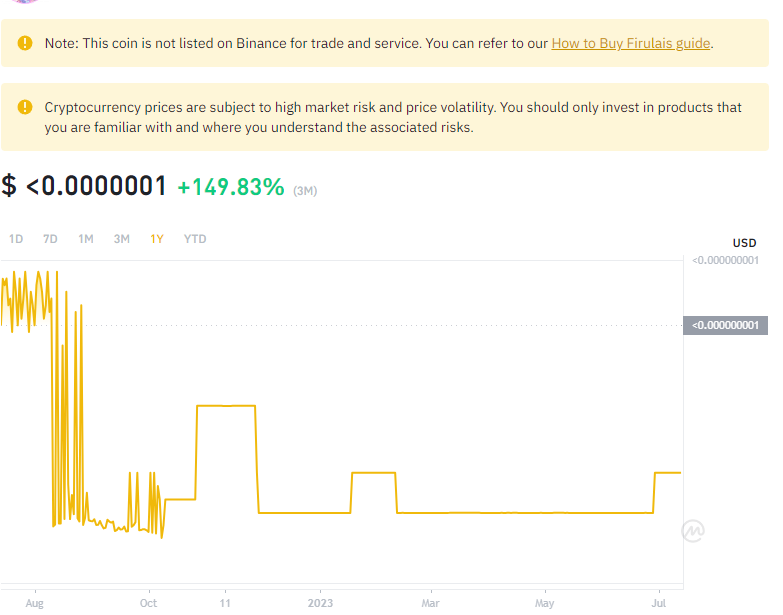 Note: This coin is not listed on Binance for trade and service. You can refer to our How to Buy Firulais guide.
Cryptocurrency prices are subject to high market risk and price volatility. You should only invest in products that
you are familiar with and where you understand the associated risks.
$ <0.0000001 +149.83% (3M)
1D 7D 1M 3M 1Y YTD
USD
<0.000000001
<0.000000001
Aug Oct 11 2023 Mar May Jul